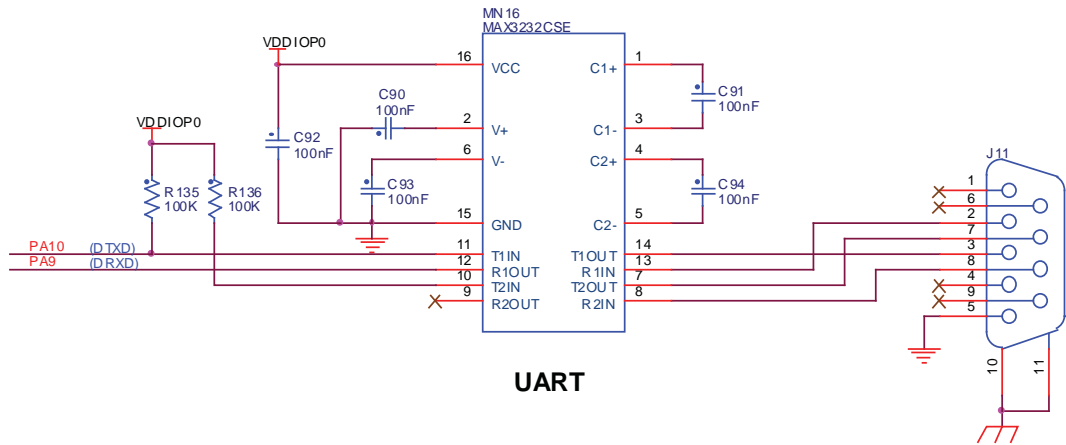 MN16
MAX3232CSE
VDDIOP0
16 VCC C1+ 1
C90
100nF
C91
100nF
VDDIOP0
C92
100nF
2 V+ C1- 3
6 V- C2+ 4
R135
100K
R136
100K
C93
100nF
C94
100nF
15 GND C2- 5
PA10 (DTXD) 11 T1IN T1OUT 14
PA9 (DRXD) 12 R1OUT R1IN 13
10 T2IN T2OUT 7
9 R2OUT R2IN 8
J11
1
6
2
7
3
8
4
9
5
10
11
UART